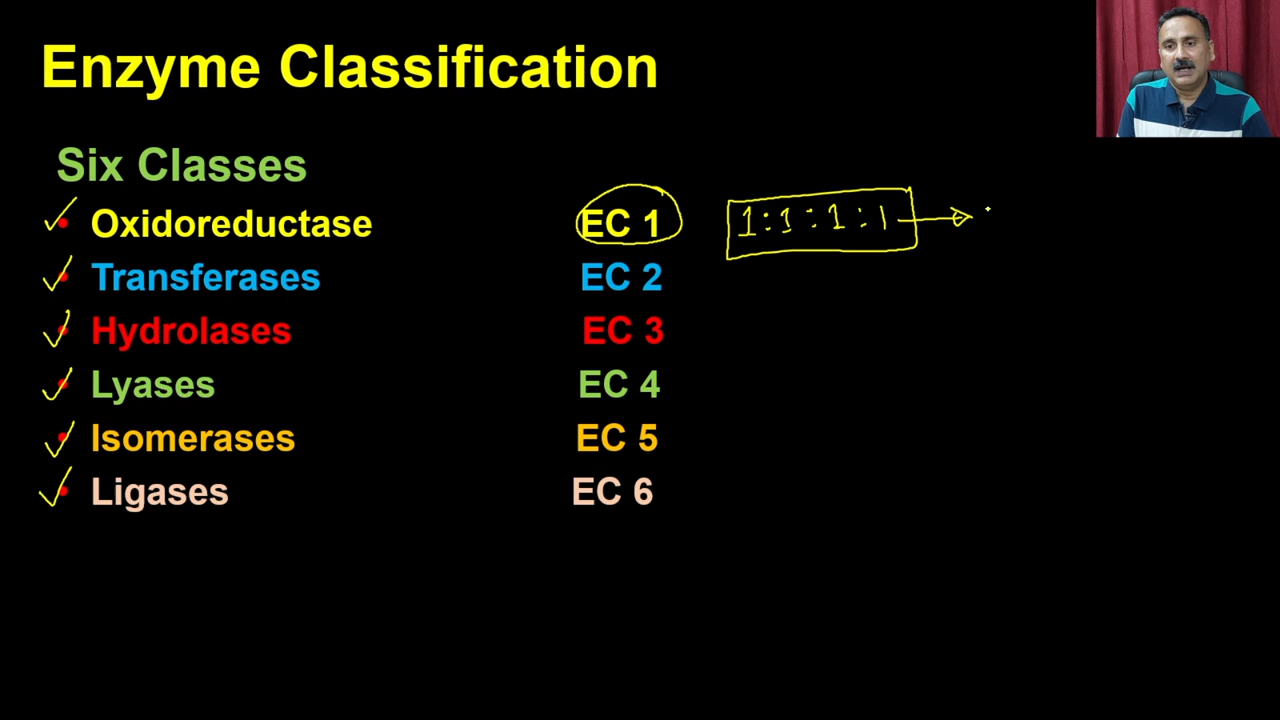 Enzyme Classification
Six Classes
• Oxidoreductase EC 1 1:1:1:1
• Transferases EC 2
• Hydrolases EC 3
• Lyases EC 4
• Isomerases EC 5
• Ligases EC 6